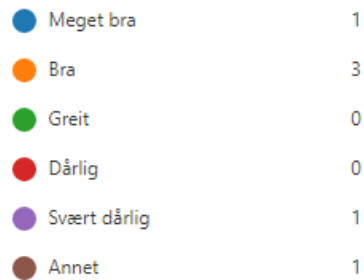 Meget bra 1
Bra 3
Greit 0
Dårlig 0
Svært dårlig 1
Annet 1